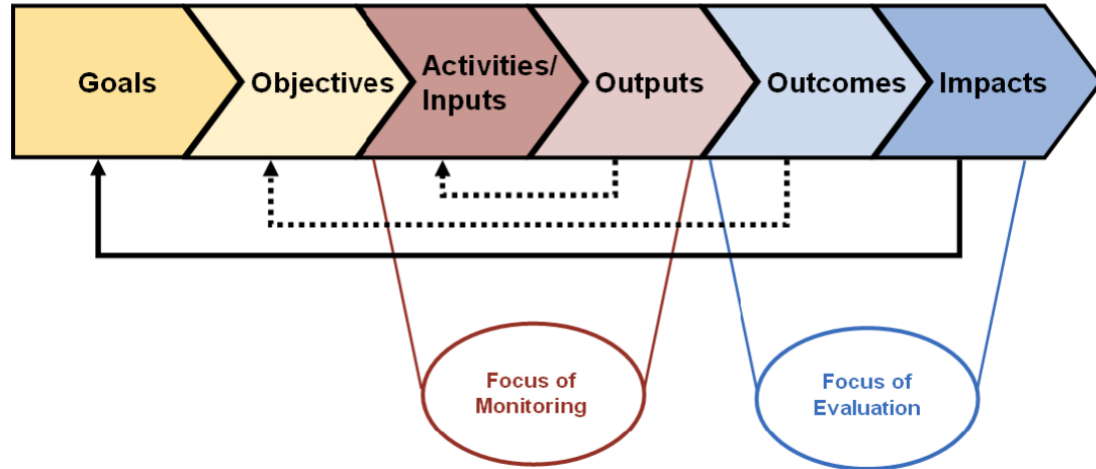 Goals
Objectives
Activities/
Inputs
Outputs
Outcomes
Impacts
Focus of
Monitoring
Focus of
Evaluation